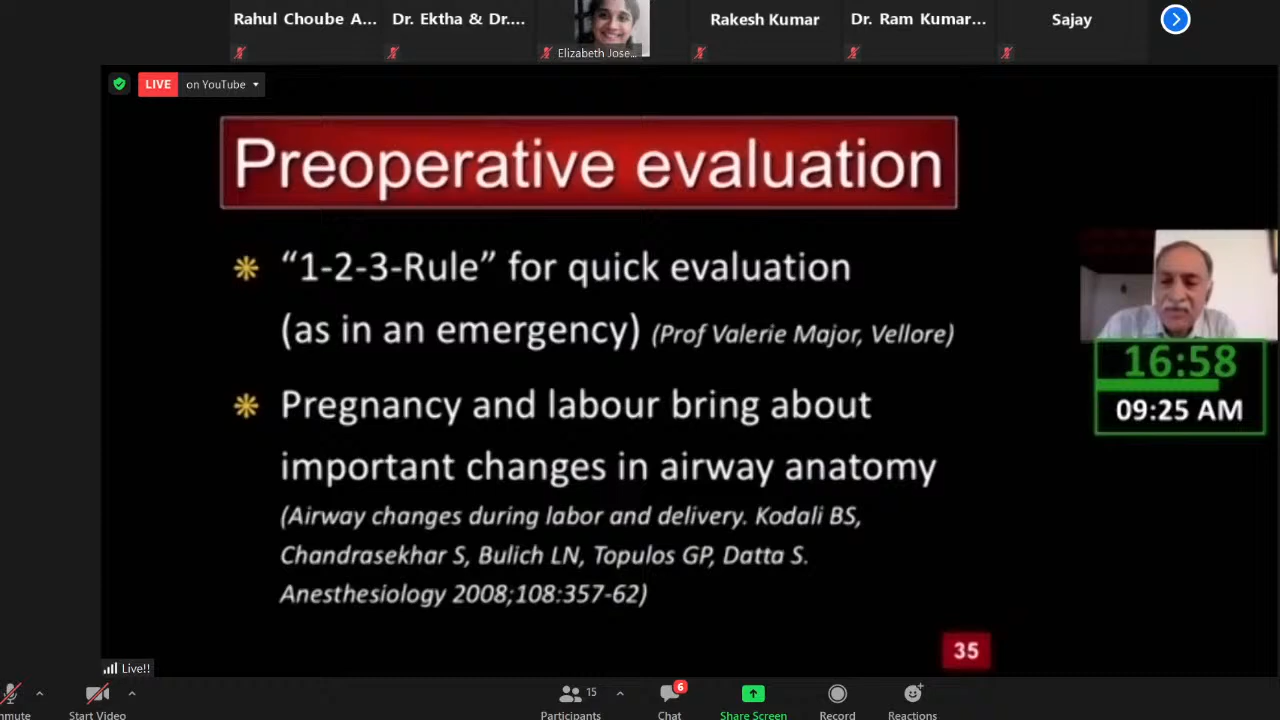 Rahul Choube A...
Dr. Ektha & Dr....
Elizabeth Jose...
Rakesh Kumar
Dr. Ram Kumar...
Sajay
LIVE on YouTube
Preoperative evaluation
“1-2-3-Rule” for quick evaluation
(as in an emergency) (Prof Valerie Major, Vellore)
Pregnancy and labour bring about
important changes in airway anatomy
(Airway changes during labor and delivery. Kodali BS,
Chandrasekhar S, Bulich LN, Topulos GP, Datta S.
Anesthesiology 2008;108:357-62)
16:58
09:25 AM
35
Live!!
15
6
nmute
Start Video
Participants
Chat
Share Screen
Record
Reactions